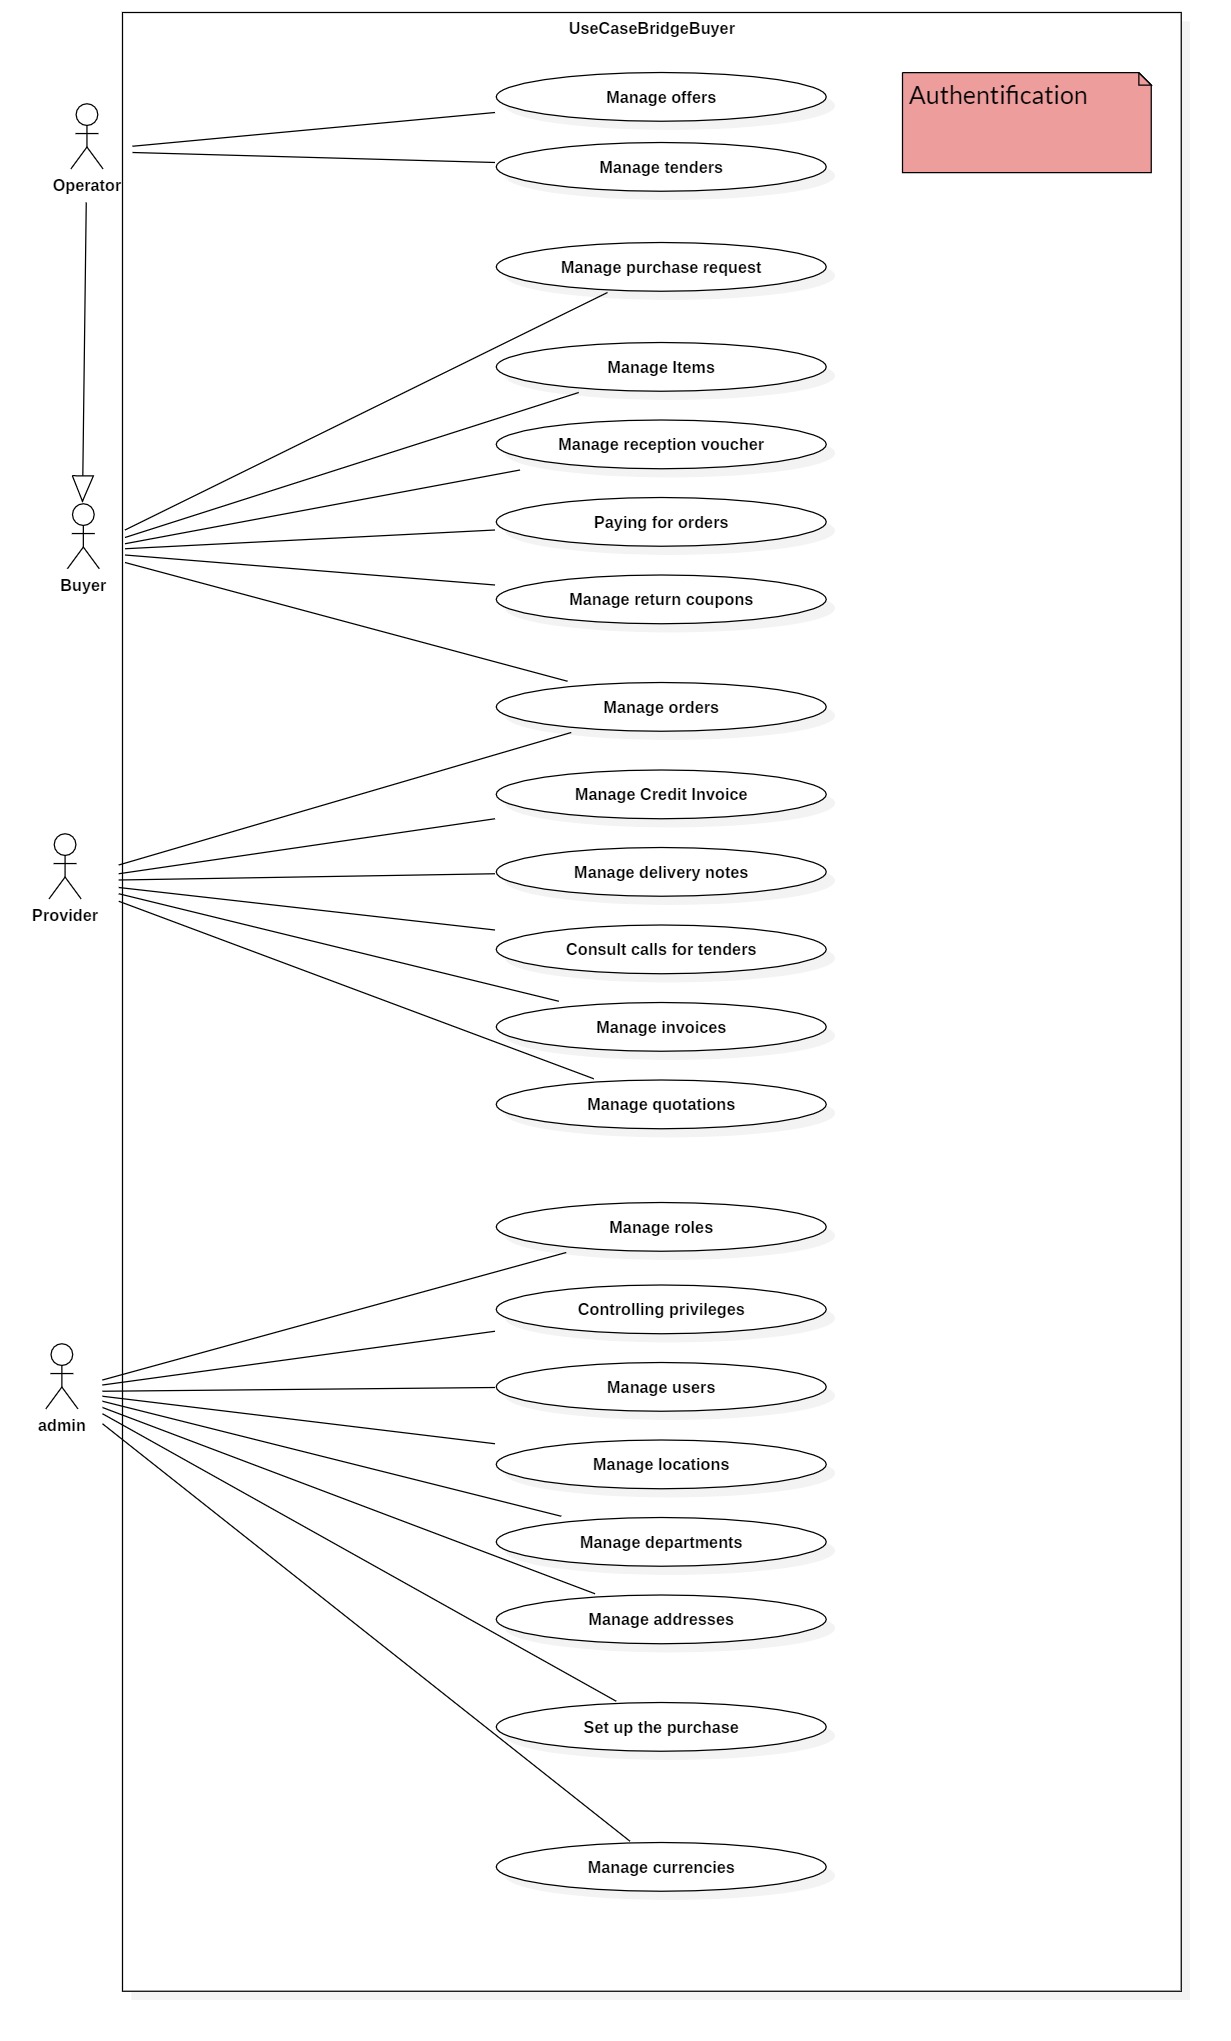 UseCaseBridgeBuyer
Manage offers
Authentification
Manage tenders
Operator
Manage purchase request
Manage Items
Manage reception voucher
Paying for orders
Buyer
Manage return coupons
Manage orders
Manage Credit Invoice
Manage delivery notes
Provider
Consult calls for tenders
Manage invoices
Manage quotations
Manage roles
Controlling privileges
Manage users
admin
Manage locations
Manage departments
Manage addresses
Set up the purchase
Manage currencies